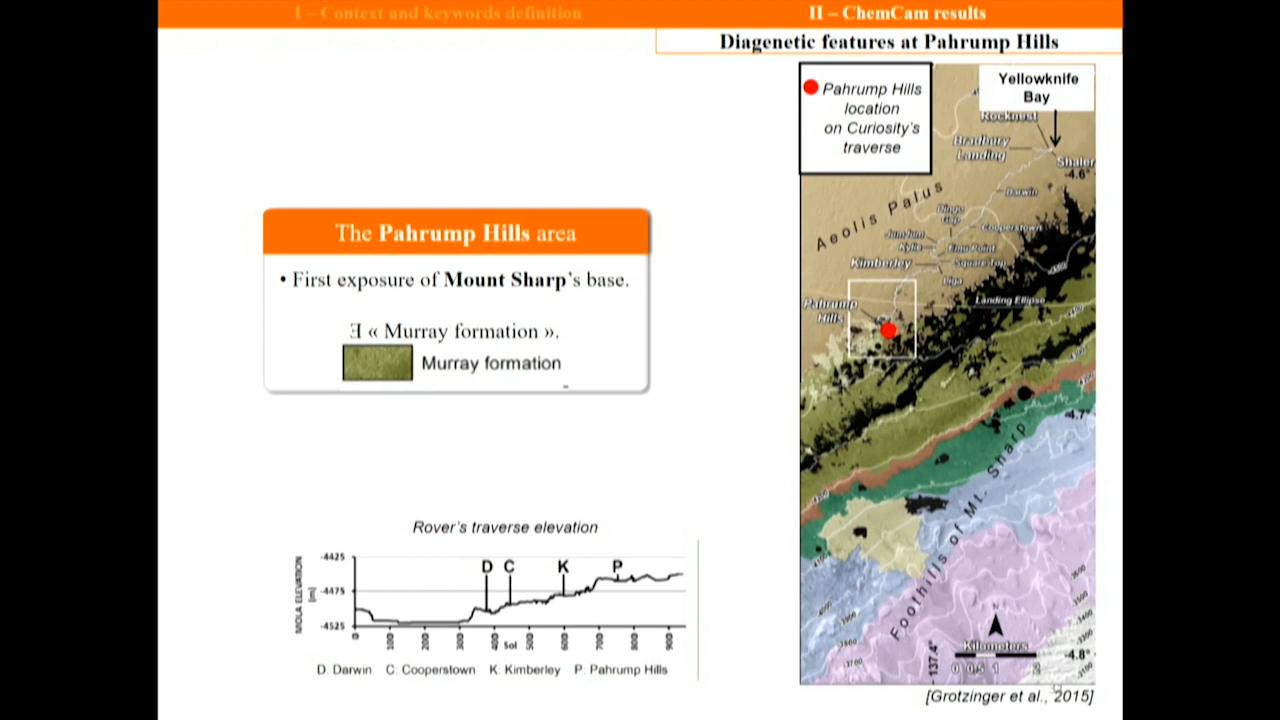 I – Context and keywords definition
II – ChemCam results
Diagenetic features at Pahrump Hills
The Pahrump Hills area
• First exposure of Mount Sharp's base.
∃ « Murray formation ».
Murray formation
Rover's traverse elevation
MOLA ELEVATION
[m]
-4425
-4475
-4525
D C K P
0 100 200 300 400 500 600 700 800 900
Sol
D. Darwin C. Cooperstown K. Kimberley P. Pahrump Hills
Pahrump Hills
location
on Curiosity's
traverse
Yellowknife
Bay
Rocknest
Bradbury
Landing
Shaler
-4.6°
Darwin
Aeolis Palus
Dingo
Gap
Cooperstown
Jum-Jum
Kylie
Emu Point
Kimberley
Square Top
Liga
Landing Ellipse
Pahrump
Hills
-4500
-4400
-4.7°
Foothills of Mt. Sharp
N
Kilometers
0 0.5 1 2
-4.8°
137.4°
[Grotzinger et al., 2015]